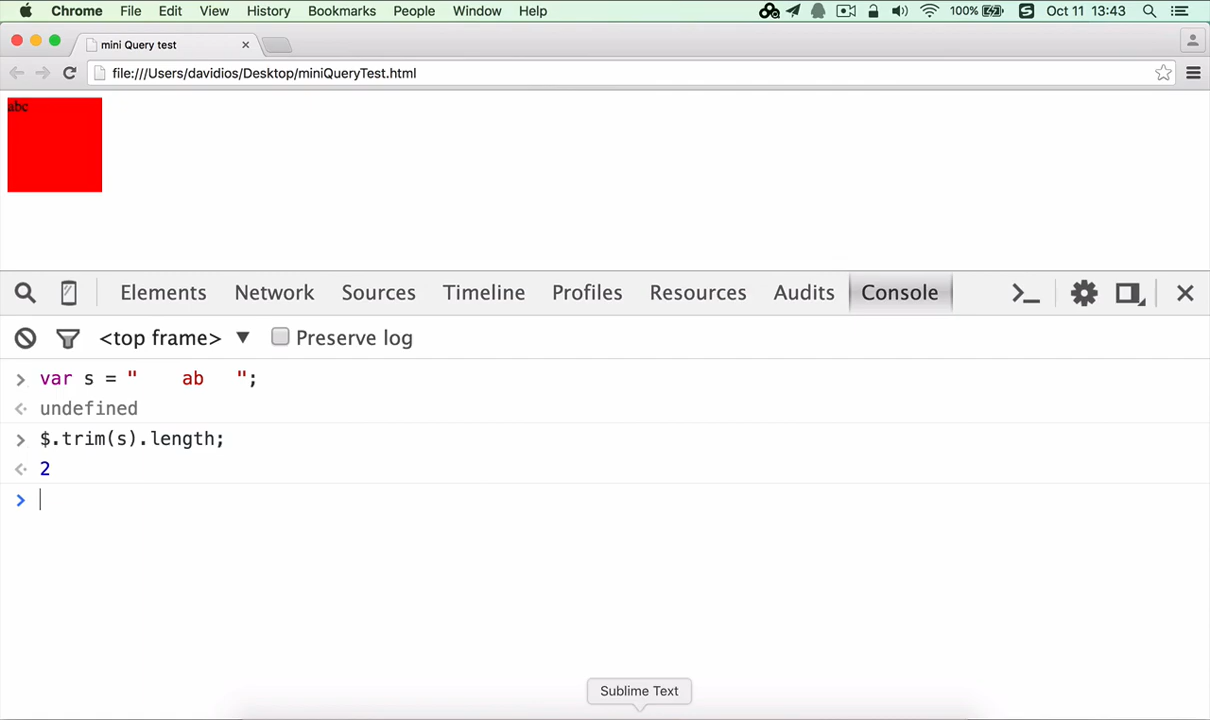 Chrome File Edit View History Bookmarks People Window Help 100% Oct 11 13:43
mini Query test
file:///Users/davidios/Desktop/miniQueryTest.html
abc
Elements Network Sources Timeline Profiles Resources Audits Console
<top frame> ▼ Preserve log
> var s = "    ab   ";
undefined
> $.trim(s).length;
2
>
Sublime Text